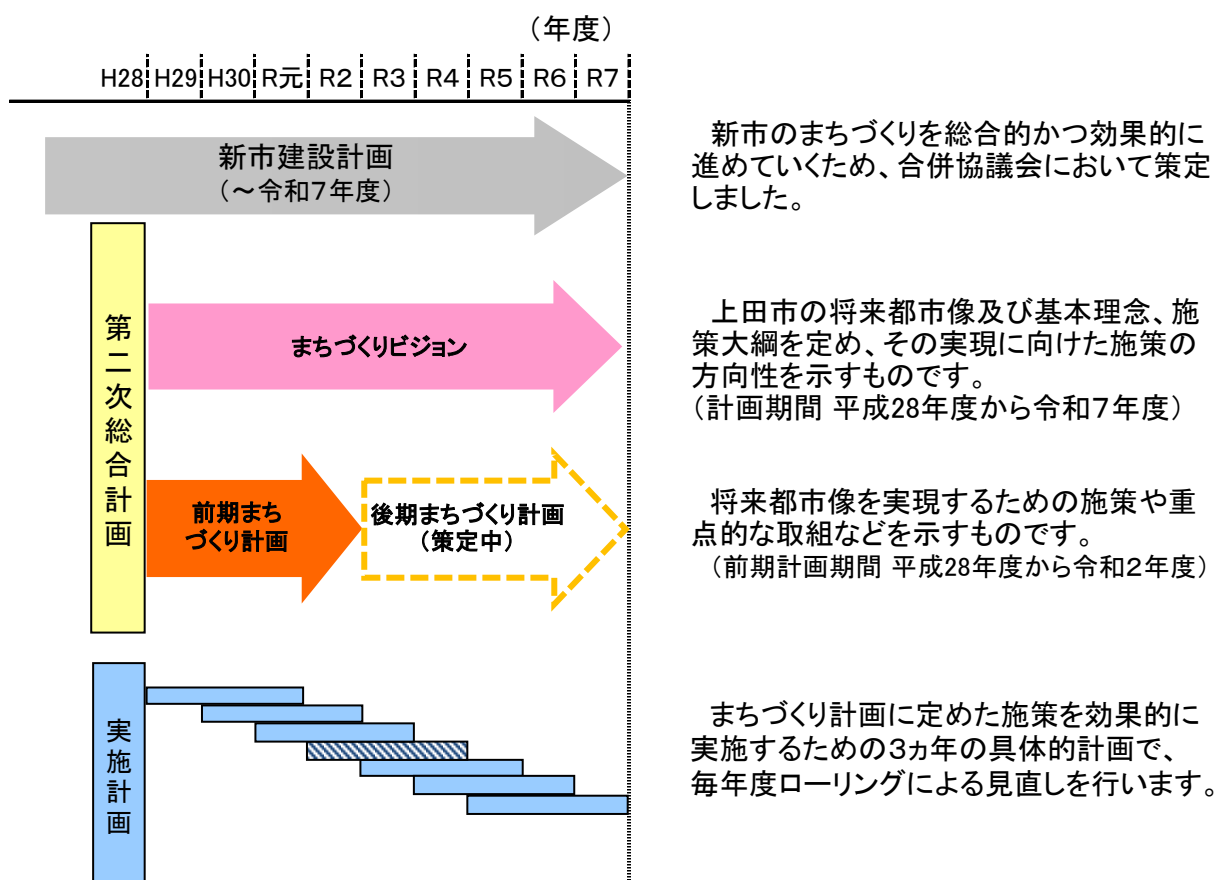 （年度）
H28 H29 H30 R元 R2 R3 R4 R5 R6 R7
新市建設計画
（～令和７年度）
新市のまちづくりを総合的かつ効果的に
進めていくため、合併協議会において策定
しました。
第二次総合計画
まちづくりビジョン
上田市の将来都市像及び基本理念、施
策大綱を定め、その実現に向けた施策の
方向性を示すものです。
（計画期間 平成28年度から令和７年度）
前期まち
づくり計画
後期まちづくり計画
（策定中）
将来都市像を実現するための施策や重
点的な取組などを示すものです。
（前期計画期間 平成28年度から令和２年度）
実施計画
まちづくり計画に定めた施策を効果的に
実施するための３ヵ年の具体的計画で、
毎年度ローリングによる見直しを行います。